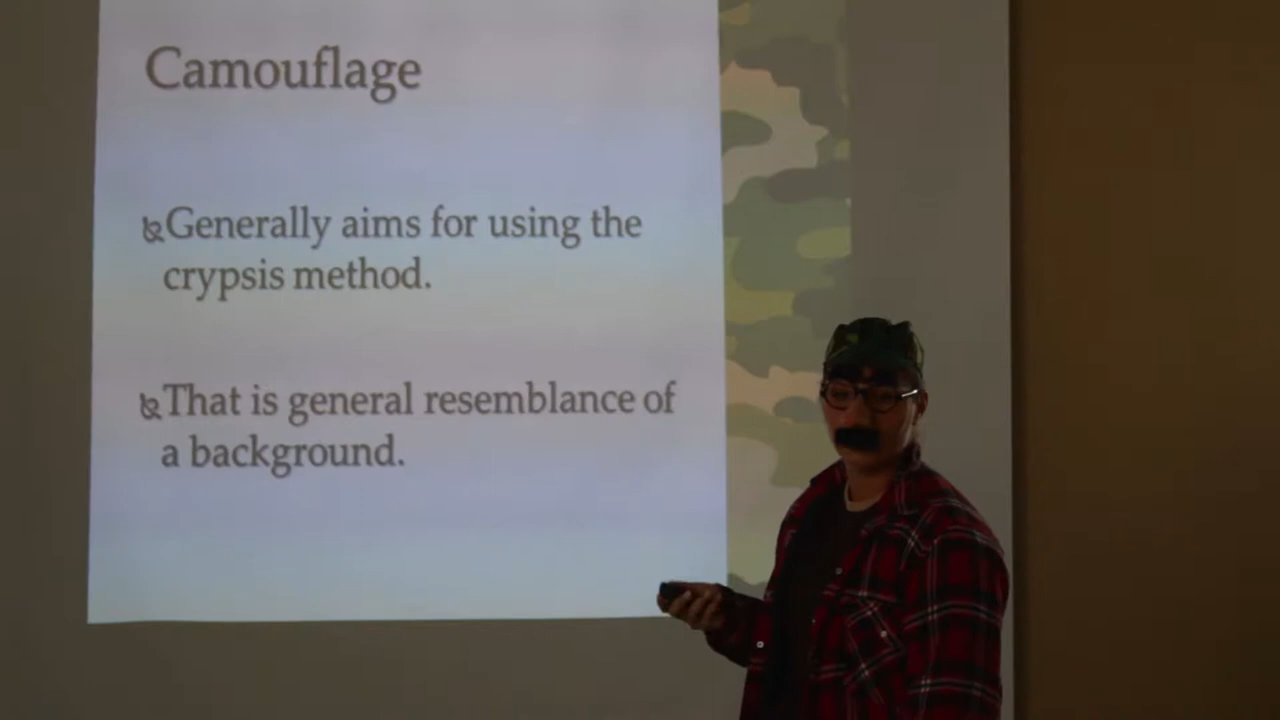 Camouflage
Generally aims for using the
crypsis method.
That is general resemblance of
a background.